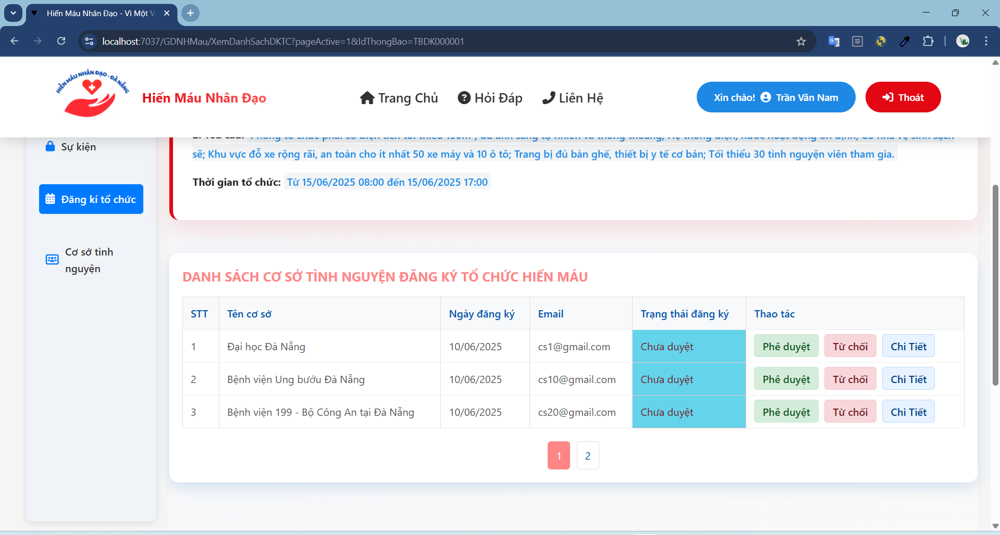 Hiến Máu Nhân Đạo - Vì Một V
localhost:7037/GDNHMau/XemDanhSachDKTC?pageActive=1&IdThongBao=TBDK000001
HIẾN MÁU NHÂN ĐẠO - ĐÀ NẴNG
Hiến Máu Nhân Đạo
Trang Chủ
Hỏi Đáp
Liên Hệ
Xin chào! Trần Văn Nam
Thoát
Sự kiện
Đăng kí tổ chức
Cơ sở tình
nguyện
sẽ; Khu vực đỗ xe rộng rãi, an toàn cho ít nhất 50 xe máy và 10 ô tô; Trang bị đủ bàn ghế, thiết bị y tế cơ bản; Tối thiểu 30 tình nguyện viên tham gia.
Thời gian tổ chức: Từ 15/06/2025 08:00 đến 15/06/2025 17:00
DANH SÁCH CƠ SỞ TÌNH NGUYỆN ĐĂNG KÝ TỔ CHỨC HIẾN MÁU
STT Tên cơ sở Ngày đăng ký Email Trạng thái đăng ký Thao tác
1 Đại học Đà Nẵng 10/06/2025 cs1@gmail.com Chưa duyệt Phê duyệt Từ chối Chi Tiết
2 Bệnh viện Ung bướu Đà Nẵng 10/06/2025 cs10@gmail.com Chưa duyệt Phê duyệt Từ chối Chi Tiết
3 Bệnh viện 199 - Bộ Công An tại Đà Nẵng 10/06/2025 cs20@gmail.com Chưa duyệt Phê duyệt Từ chối Chi Tiết
1 2